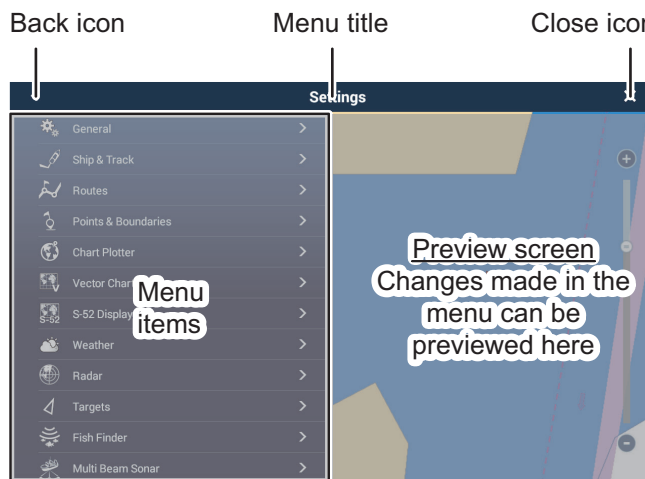 Back icon
Menu title
Close icon
Settings
General
Ship & Track
Routes
Points & Boundaries
Chart Plotter
Vector Char
S-52 Display
Weather
Radar
Targets
Fish Finder
Multi Beam Sonar
V
S-52
Menu
items
Preview screen
Changes made in the
menu can be
previewed here